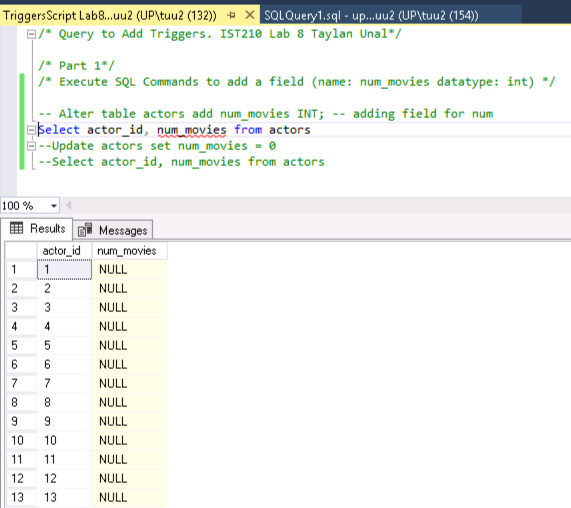 TriggersScript Lab8...uu2 (UP\tuu2 (132)) SQLQuery1.sql - up...uu2 (UP\tuu2 (154))
/* Query to Add Triggers. IST210 Lab 8 Taylan Unal*/
/* Part 1*/
/* Execute SQL Commands to add a field (name: num_movies datatype: int) */
-- Alter table actors add num_movies INT; -- adding field for num
Select actor_id, num_movies from actors
--Update actors set num_movies = 0
--Select actor_id, num_movies from actors
100 %
Results Messages
actor_id num_movies
1 1 NULL
2 2 NULL
3 3 NULL
4 4 NULL
5 5 NULL
6 6 NULL
7 7 NULL
8 8 NULL
9 9 NULL
10 10 NULL
11 11 NULL
12 12 NULL
13 13 NULL